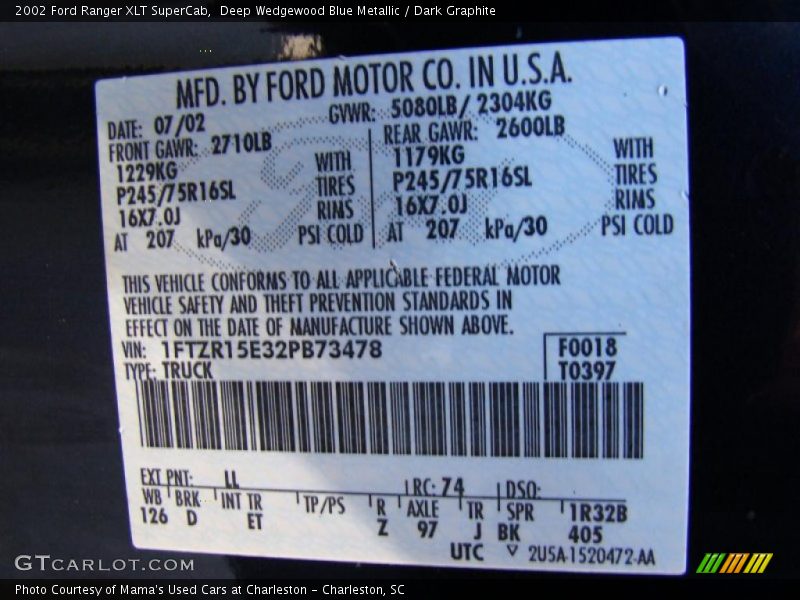 2002 Ford Ranger XLT SuperCab, Deep Wedgewood Blue Metallic / Dark Graphite
MFD. BY FORD MOTOR CO. IN U.S.A.
DATE: 07/02 GVWR: 5080LB/ 2304KG
FRONT GAWR: 2710LB REAR GAWR: 2600LB
1229KG WITH 1179KG WITH
P245/75R16SL TIRES P245/75R16SL TIRES
16X7.0J RIMS 16X7.0J RIMS
AT 207 kPa/30 PSI COLD AT 207 kPa/30 PSI COLD
THIS VEHICLE CONFORMS TO ALL APPLICABLE FEDERAL MOTOR
VEHICLE SAFETY AND THEFT PREVENTION STANDARDS IN
EFFECT ON THE DATE OF MANUFACTURE SHOWN ABOVE.
VIN: 1FTZR15E32PB73478 F0018
TYPE: TRUCK T0397
EXT PNT: LL RC: 74 DSO:
WB BRK INT TR TP/PS R AXLE TR SPR 1R32B
126 D ET Z 97 J BK 405
UTC 2USA-1520472-AA
GTCARLOT.COM
Photo Courtesy of Mama's Used Cars at Charleston - Charleston, SC